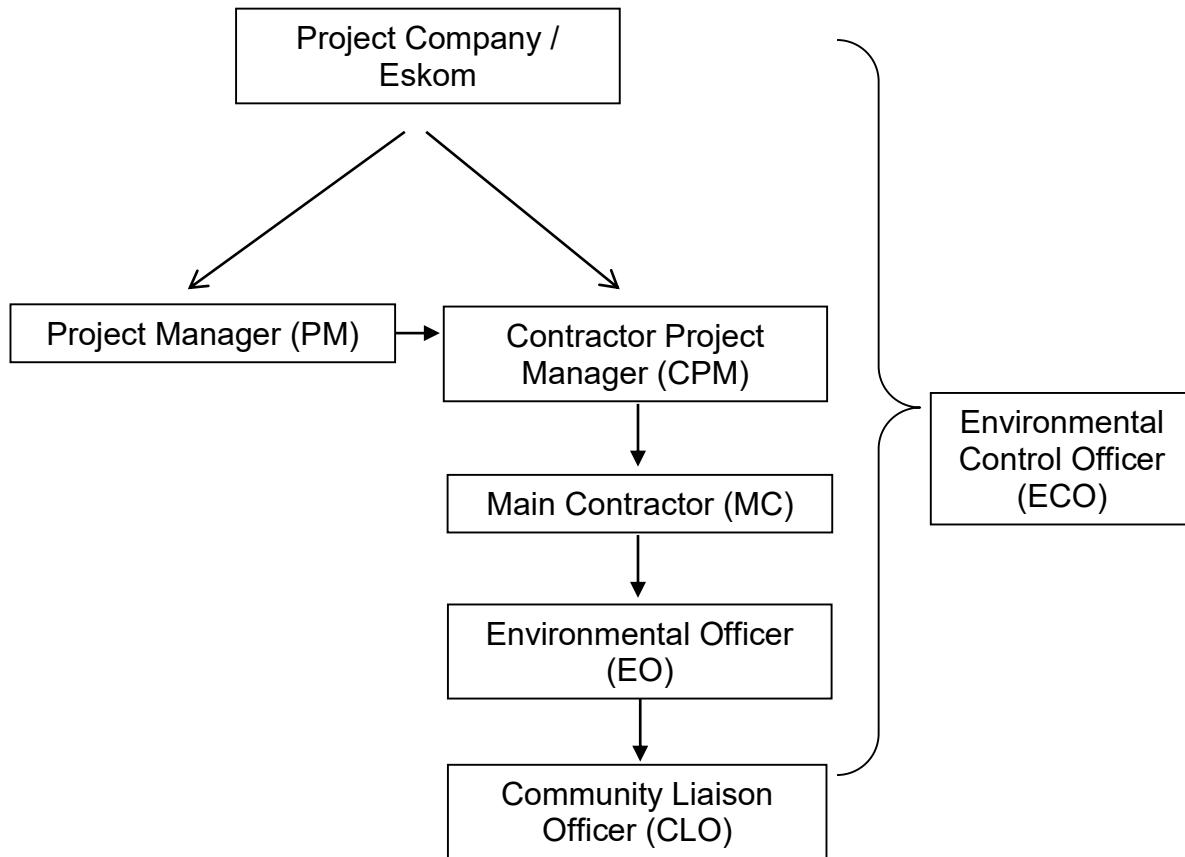 Project Company /
Eskom
Project Manager (PM)
Contractor Project
Manager (CPM)
Environmental
Control Officer
(ECO)
Main Contractor (MC)
Environmental Officer
(EO)
Community Liaison
Officer (CLO)